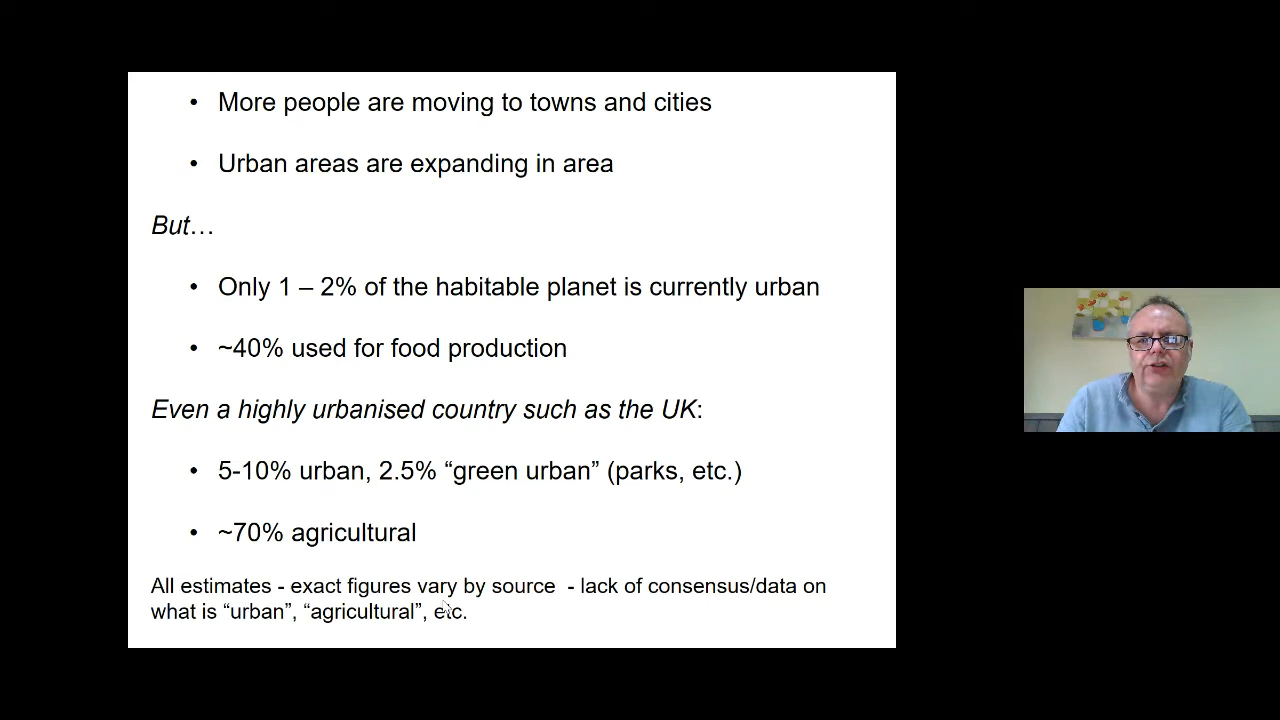 • More people are moving to towns and cities
• Urban areas are expanding in area
But…
• Only 1 – 2% of the habitable planet is currently urban
• ~40% used for food production
Even a highly urbanised country such as the UK:
• 5-10% urban, 2.5% “green urban” (parks, etc.)
• ~70% agricultural
All estimates - exact figures vary by source  - lack of consensus/data on
what is “urban”, “agricultural”, etc.